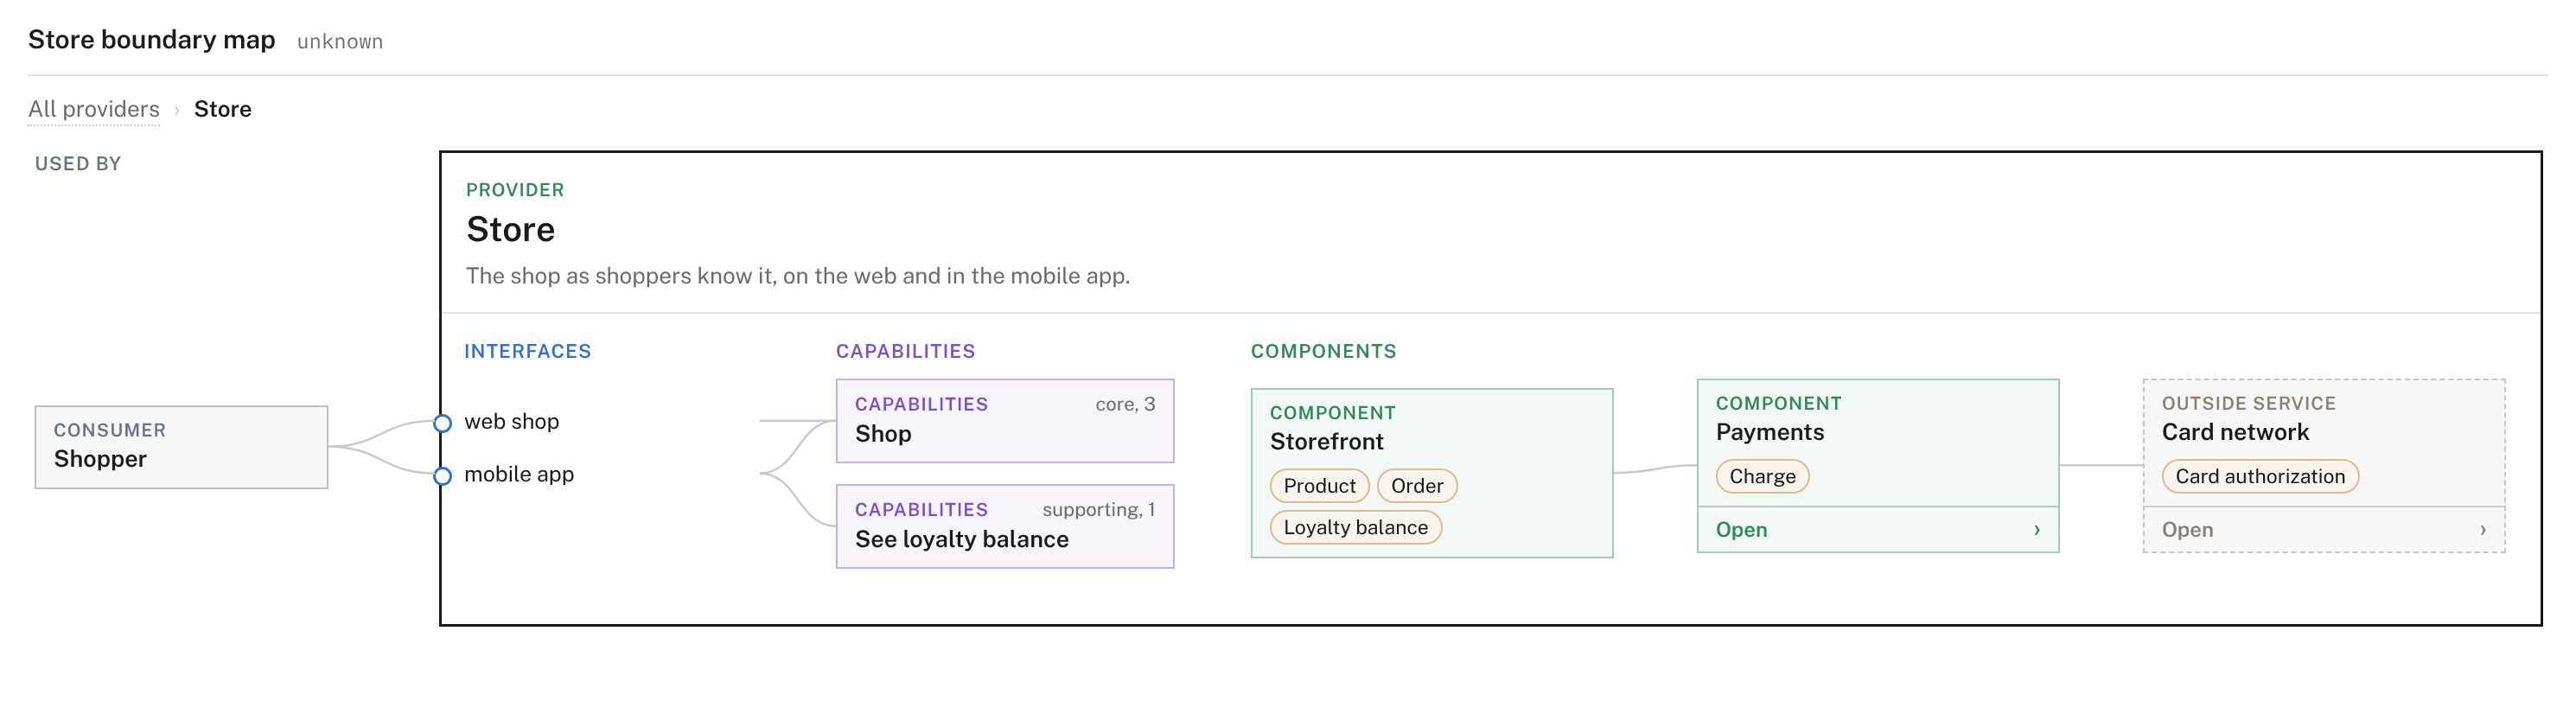 Store boundary map unknown
All providers › Store
USED BY
PROVIDER
Store
The shop as shoppers know it, on the web and in the mobile app.
INTERFACES
CAPABILITIES
COMPONENTS
CONSUMER
Shopper
web shop
mobile app
CAPABILITIES core, 3
Shop
CAPABILITIES supporting, 1
See loyalty balance
COMPONENT
Storefront
Product Order
Loyalty balance
COMPONENT
Payments
Charge
Open ›
OUTSIDE SERVICE
Card network
Card authorization
Open ›